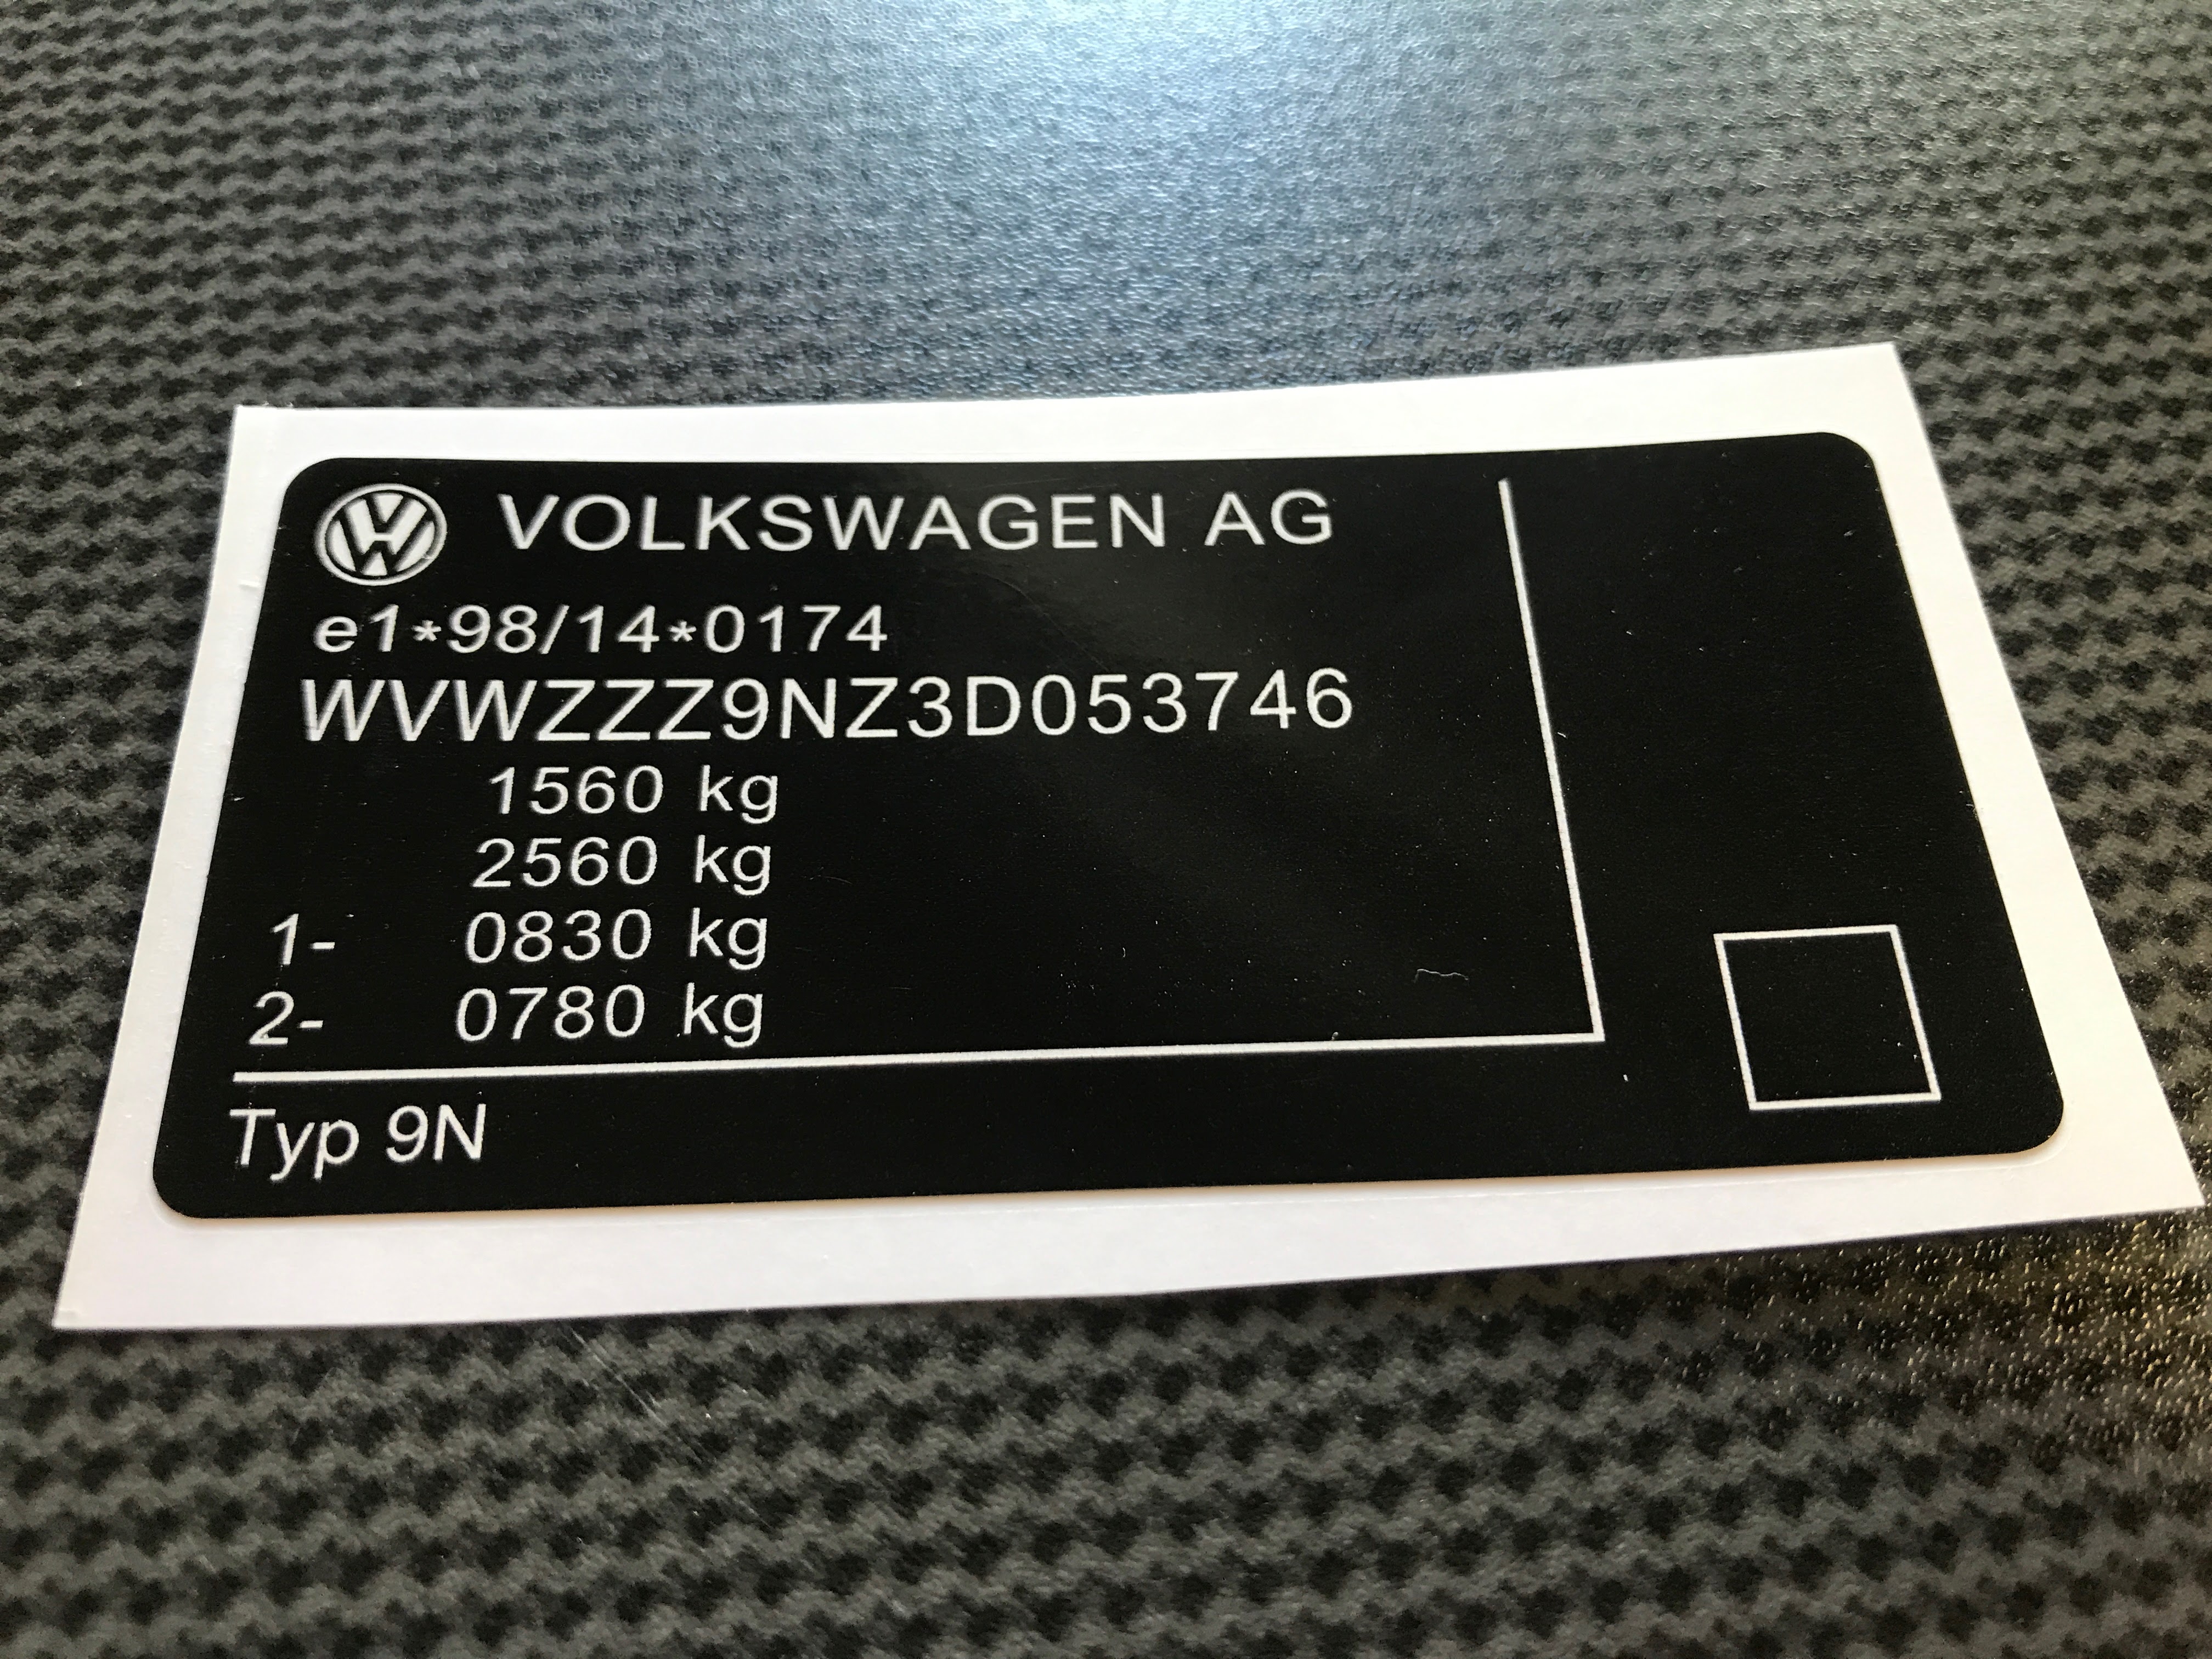 VOLKSWAGEN AG
e1*98/14*0174
WVWZZZ9NZ3D053746
1560 kg
2560 kg
1- 0830 kg
2- 0780 kg
Typ 9N